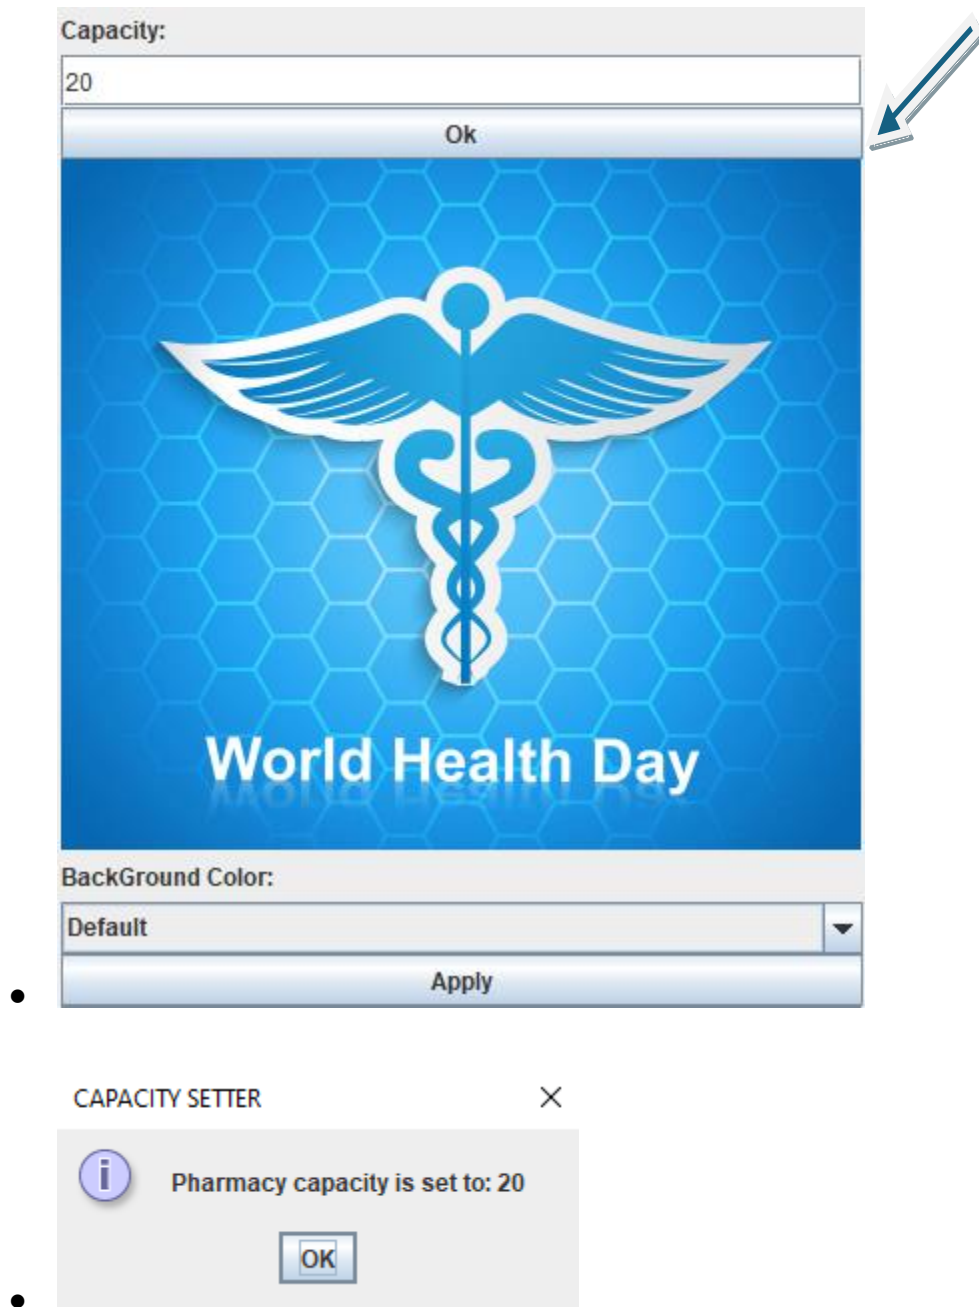 Capacity:
20
Ok
World Health Day
BackGround Color:
Default
Apply
CAPACITY SETTER
i
Pharmacy capacity is set to: 20
OK